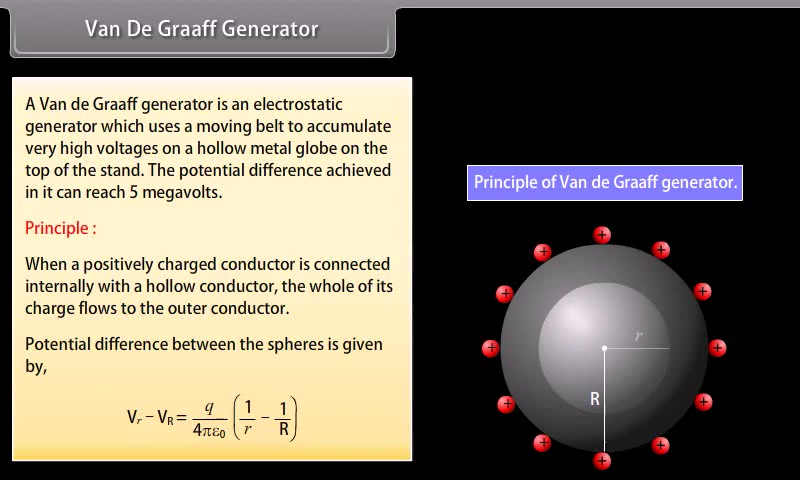 Van De Graaff Generator
A Van de Graaff generator is an electrostatic
generator which uses a moving belt to accumulate
very high voltages on a hollow metal globe on the
top of the stand. The potential difference achieved
in it can reach 5 megavolts.
Principle :
When a positively charged conductor is connected
internally with a hollow conductor, the whole of its
charge flows to the outer conductor.
Potential difference between the spheres is given
by,
Vᵣ – V_R = q/4πε₀ (1/r – 1/R)
Principle of Van de Graaff generator.
+
+ +
+ +
r
+ +
R
+ +
+ +
+